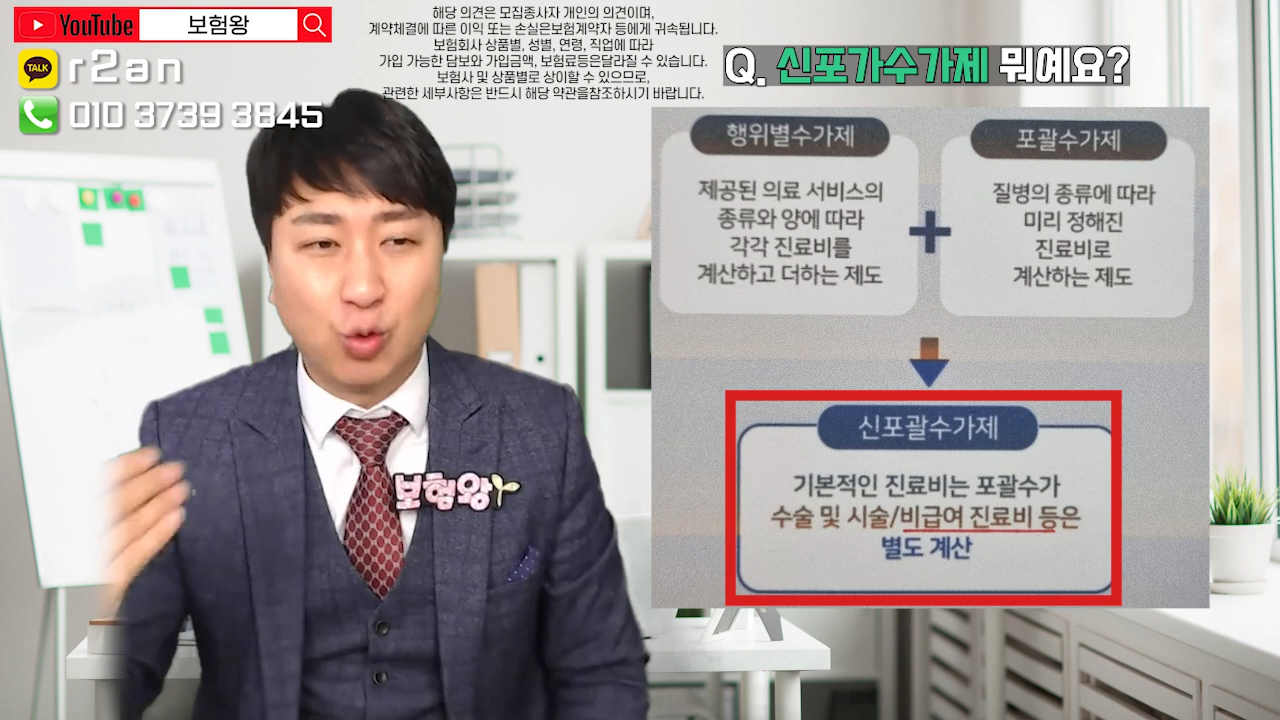 YouTube 보험왕
TALK r2an
010 3739 3845
해당 의견은 모집종사자 개인의 의견이며,
계약체결에 따른 이익 또는 손실은보험계약자 등에게 귀속됩니다.
보험회사 상품별, 성별, 연령, 직업에 따라
가입 가능한 담보와 가입금액, 보험료등은달라질 수 있습니다.
보험사 및 상품별로 상이할 수 있으므로,
관련한 세부사항은 반드시 해당 약관을참조하시기 바랍니다.
Q. 신포가수가제 뭐예요?
행위별수가제
제공된 의료 서비스의
종류와 양에 따라
각각 진료비를
계산하고 더하는 제도
+
포괄수가제
질병의 종류에 따라
미리 정해진
진료비로
계산하는 제도
신포괄수가제
기본적인 진료비는 포괄수가
수술 및 시술/비급여 진료비 등은
별도 계산
보험왕